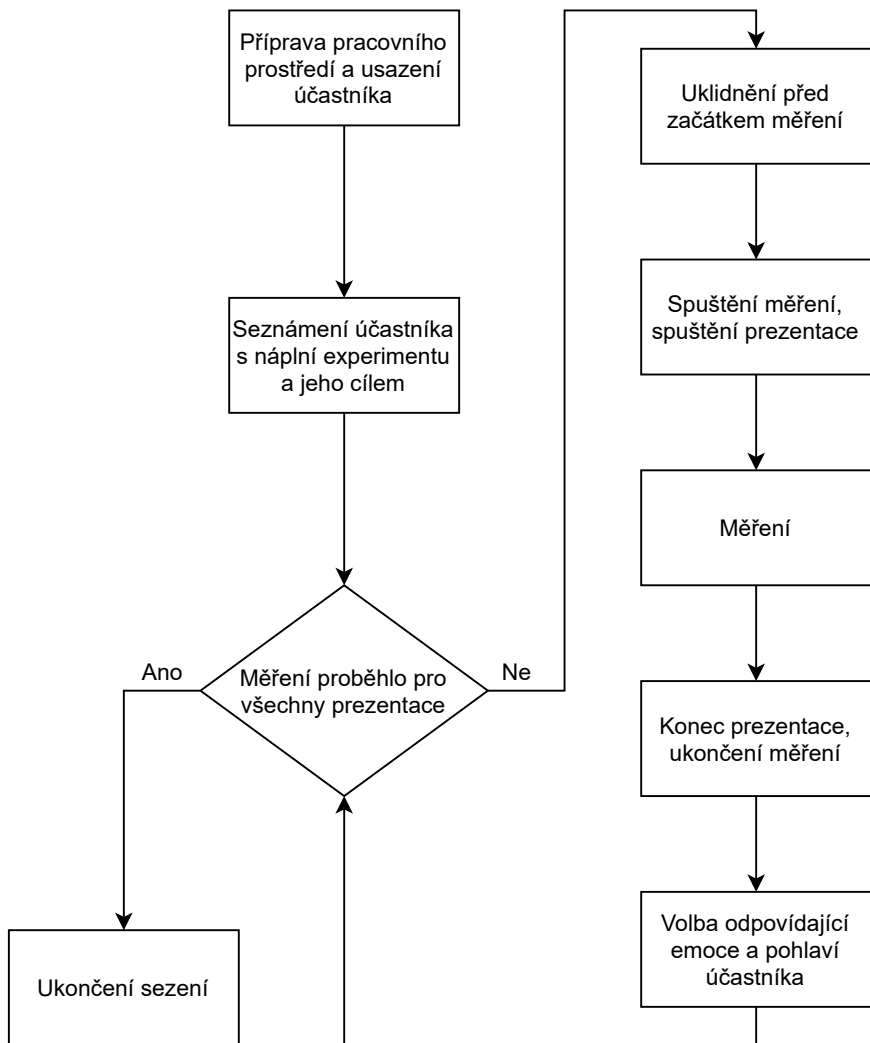 Příprava pracovního
prostředí a usazení
účastníka
Seznámení účastníka
s náplní experimentu
a jeho cílem
Měření proběhlo pro
všechny prezentace
Ano
Ne
Ukončení sezení
Uklidnění před
začátkem měření
Spuštění měření,
spuštění prezentace
Měření
Konec prezentace,
ukončení měření
Volba odpovídající
emoce a pohlaví
účastníka